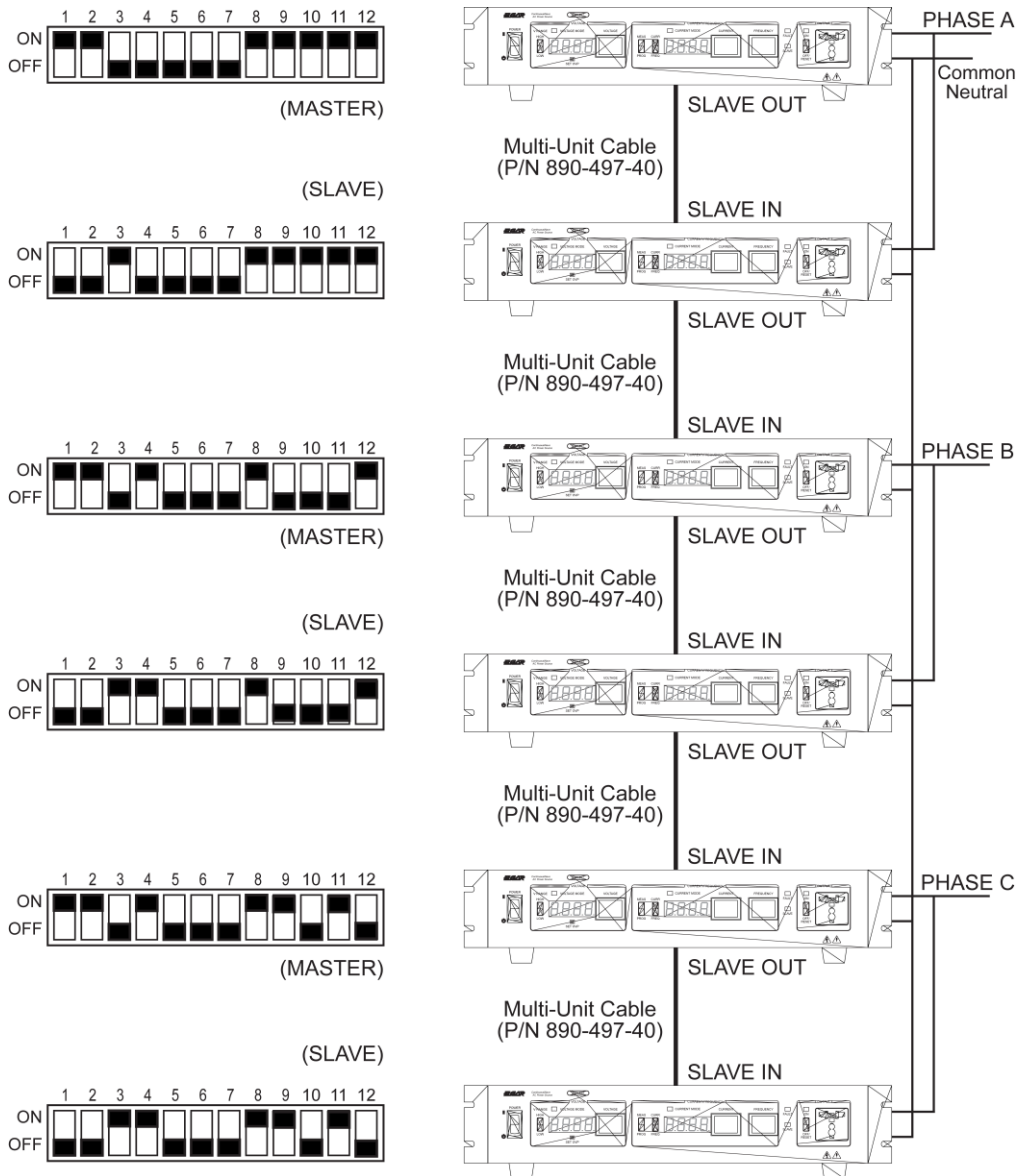 1 2 3 4 5 6 7 8 9 10 11 12
ON
OFF
(MASTER)
PHASE A
Common
Neutral
SLAVE OUT
Multi-Unit Cable
(P/N 890-497-40)
(SLAVE)
1 2 3 4 5 6 7 8 9 10 11 12
ON
OFF
SLAVE IN
SLAVE OUT
Multi-Unit Cable
(P/N 890-497-40)
1 2 3 4 5 6 7 8 9 10 11 12
ON
OFF
(MASTER)
SLAVE IN
PHASE B
SLAVE OUT
Multi-Unit Cable
(P/N 890-497-40)
(SLAVE)
1 2 3 4 5 6 7 8 9 10 11 12
ON
OFF
SLAVE IN
SLAVE OUT
Multi-Unit Cable
(P/N 890-497-40)
1 2 3 4 5 6 7 8 9 10 11 12
ON
OFF
(MASTER)
SLAVE IN
PHASE C
SLAVE OUT
Multi-Unit Cable
(P/N 890-497-40)
(SLAVE)
1 2 3 4 5 6 7 8 9 10 11 12
ON
OFF
SLAVE IN